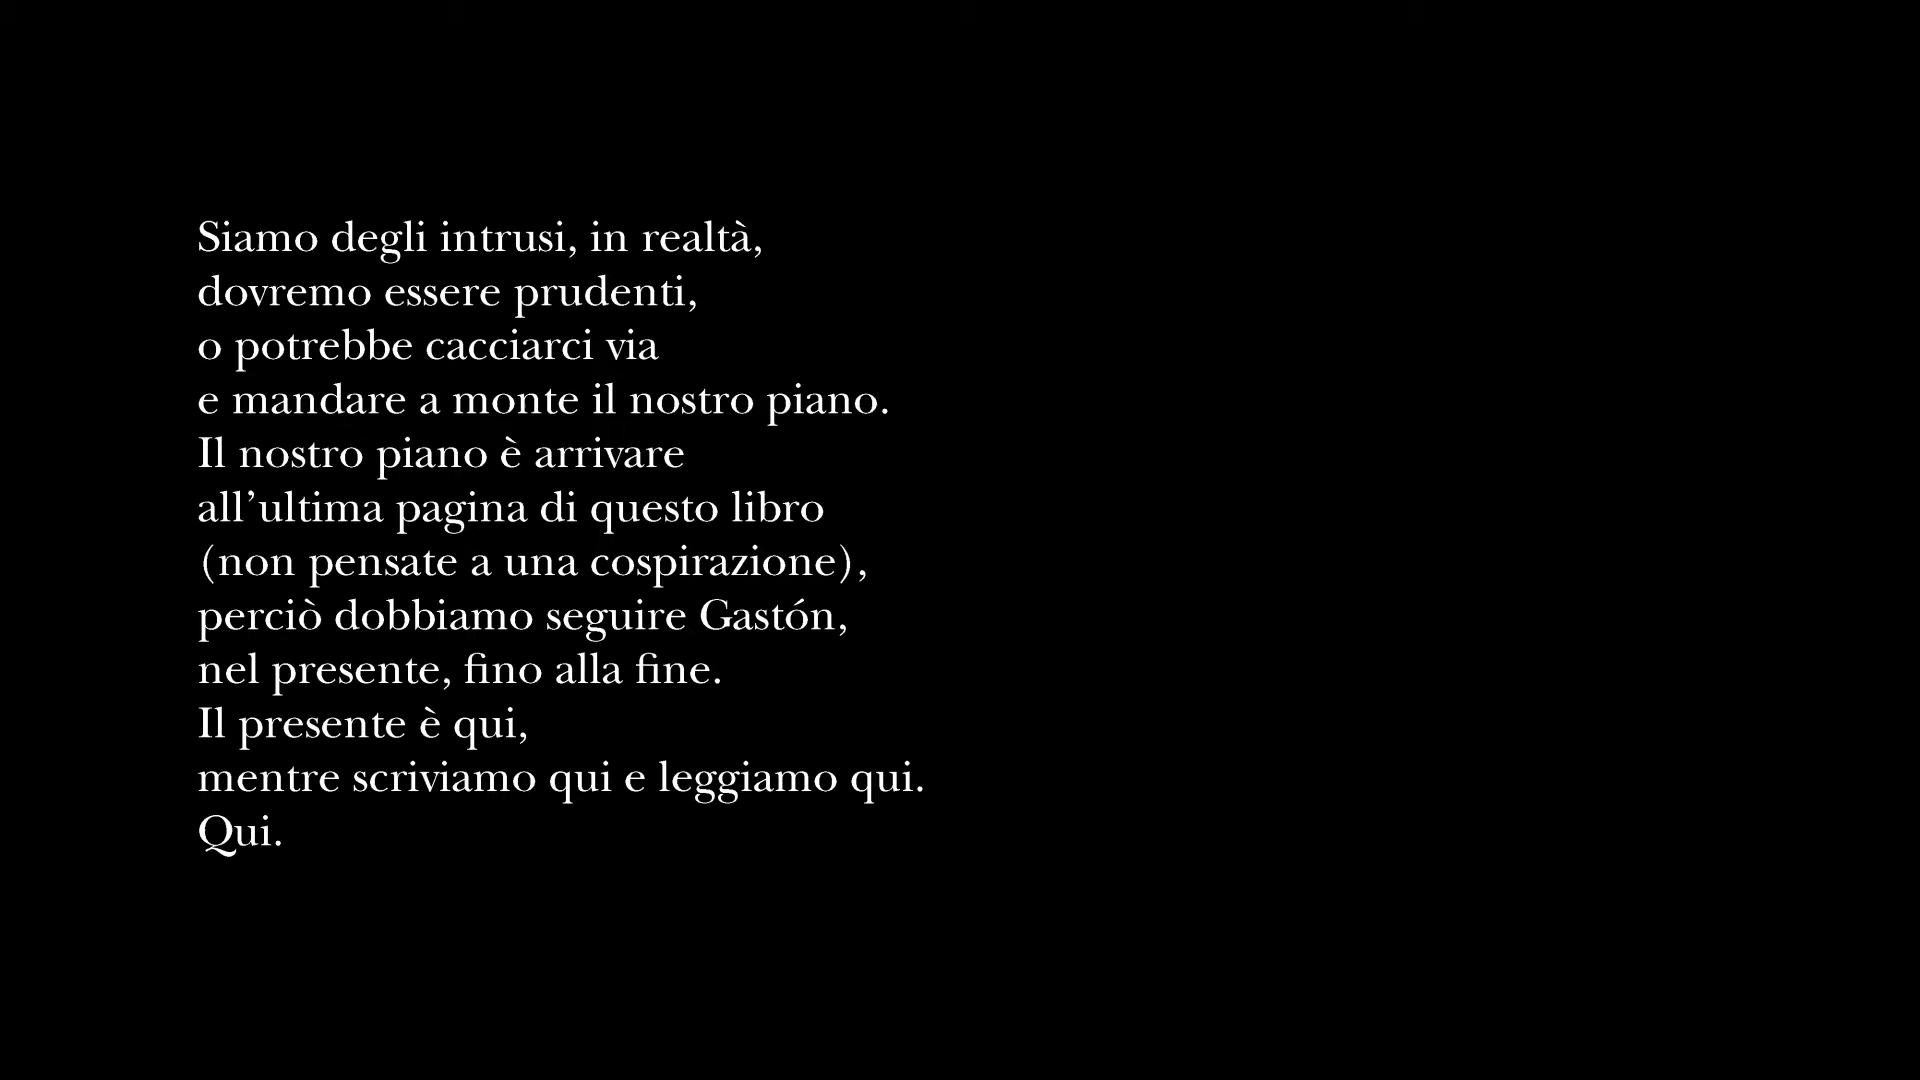 Siamo degli intrusi, in realtà,
dovremo essere prudenti,
o potrebbe cacciarci via
e mandare a monte il nostro piano.
Il nostro piano è arrivare
all’ultima pagina di questo libro
(non pensate a una cospirazione),
perciò dobbiamo seguire Gastón,
nel presente, fino alla fine.
Il presente è qui,
mentre scriviamo qui e leggiamo qui.
Qui.